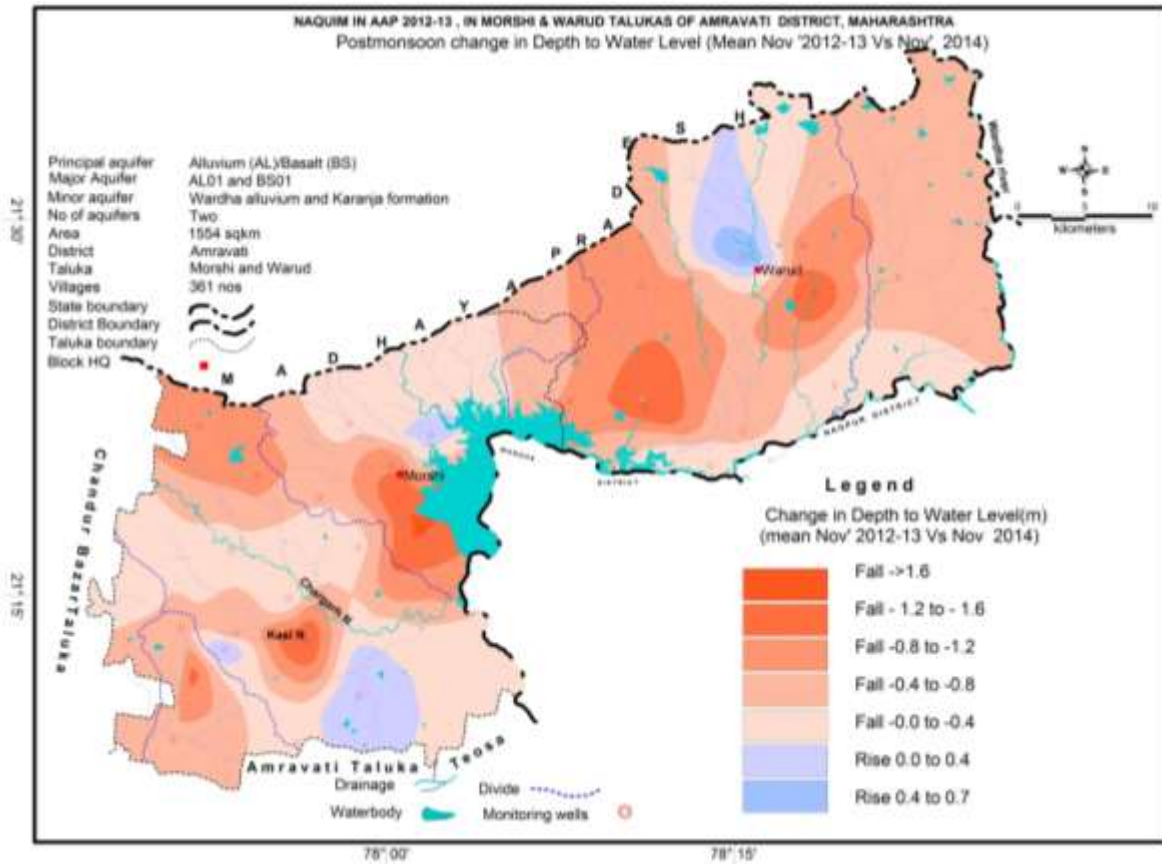 NAQUIM IN AAP 2012-13 , IN MORSHI & WARUD TALUKAS OF AMRAVATI DISTRICT, MAHARASHTRA
Postmonsoon change in Depth to Water Level (Mean Nov '2012-13 Vs Nov' 2014)
Principal aquifer Alluvium (AL)/Basalt (BS)
Major Aquifer AL01 and BS01
Minor aquifer Wardha alluvium and Karanja formation
No of aquifers Two
Area 1554 sqkm
District Amravati
Taluka Morshi and Warud
Villages 361 nos
State boundary
District Boundary
Taluka boundary
Block HQ
MADHAYA PRADESH
Wardha river
N
W E
S
0 5 10
kilometers
21° 30'
21° 15'
Warud
Morshi
NAGPUR DISTRICT
DISTRICT
Chandur Bazar Taluka
Chargarh R
Kasi R
Amravati Taluka
Teosa
Drainage
Divide
Waterbody
Monitoring wells
Legend
Change in Depth to Water Level(m)
(mean Nov' 2012-13 Vs Nov 2014)
Fall ->1.6
Fall - 1.2 to - 1.6
Fall -0.8 to -1.2
Fall -0.4 to -0.8
Fall -0.0 to -0.4
Rise 0.0 to 0.4
Rise 0.4 to 0.7
78° 00'
78° 15'